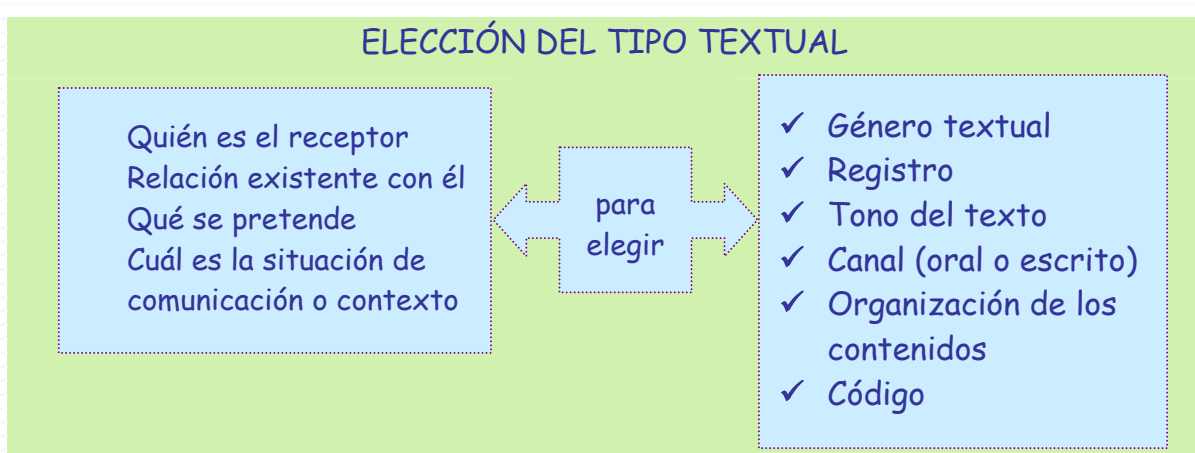 ELECCIÓN DEL TIPO TEXTUAL
Quién es el receptor
Relación existente con él
Qué se pretende
Cuál es la situación de
comunicación o contexto
para
elegir
✓ Género textual
✓ Registro
✓ Tono del texto
✓ Canal (oral o escrito)
✓ Organización de los
contenidos
✓ Código